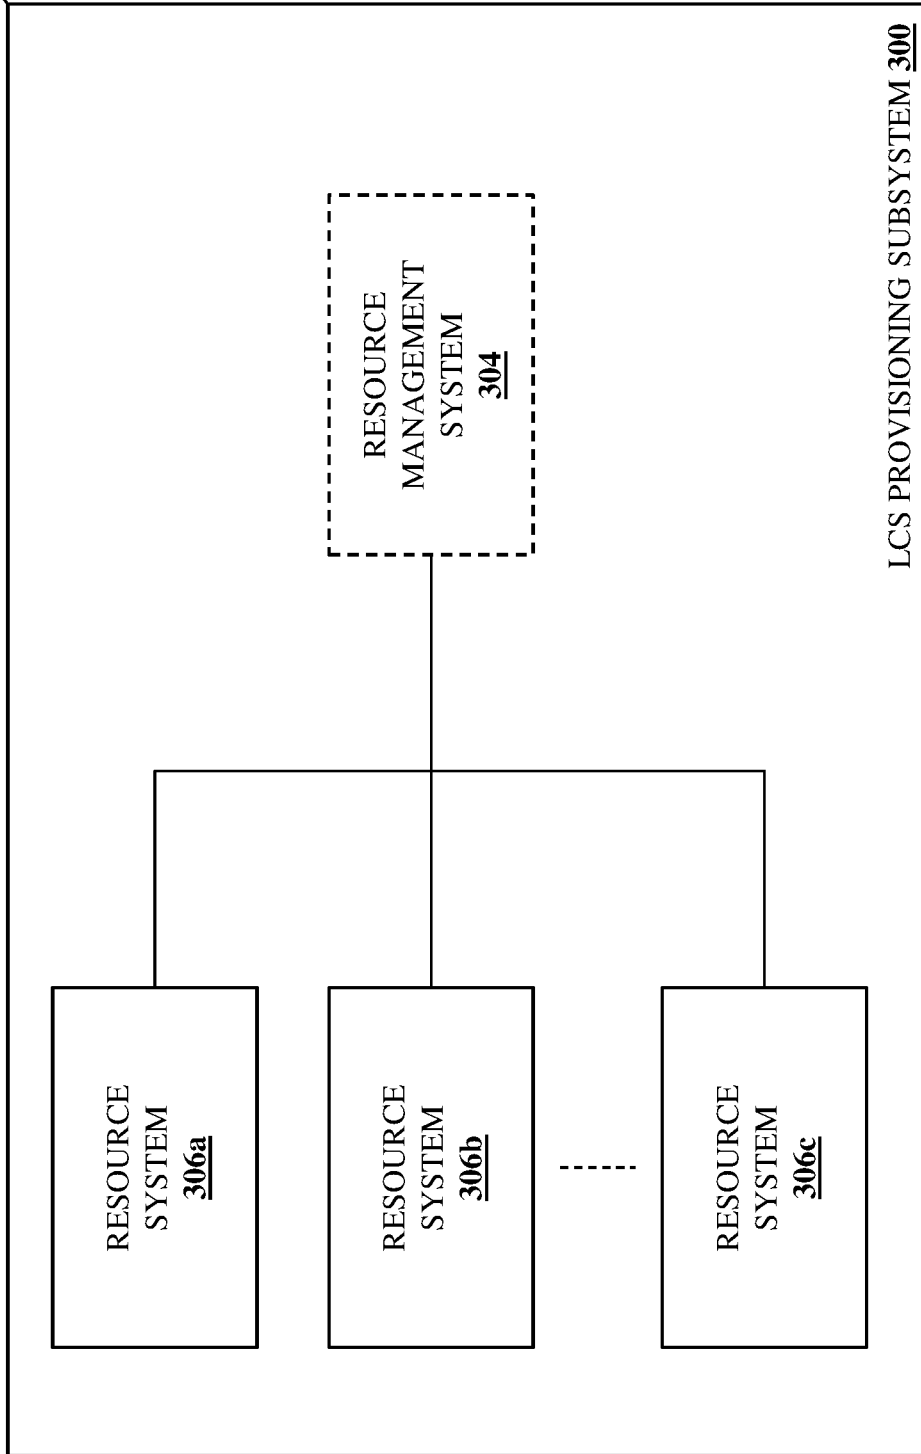 RESOURCE
MANAGEMENT
SYSTEM
304
RESOURCE
SYSTEM
306a
RESOURCE
SYSTEM
306b
RESOURCE
SYSTEM
306c
LCS PROVISIONING SUBSYSTEM 300